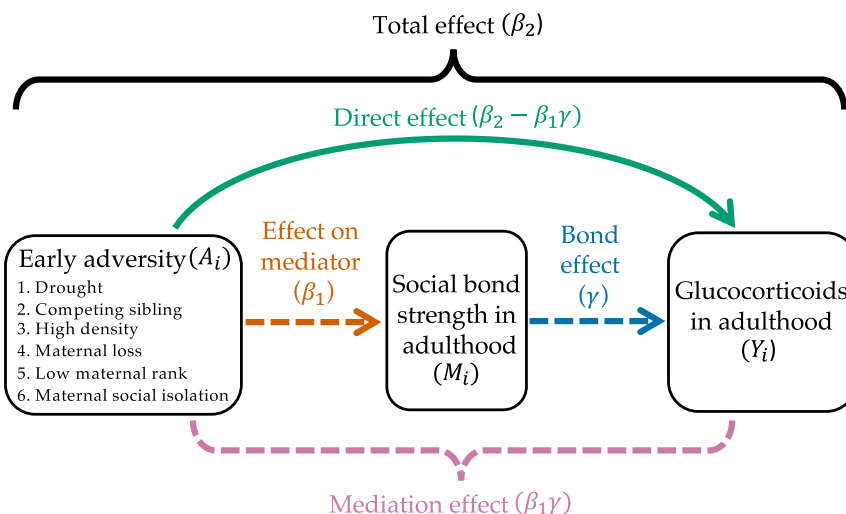 Total effect (β₂)
Direct effect (β₂ − β₁γ)
Early adversity (Aᵢ)
1. Drought
2. Competing sibling
3. High density
4. Maternal loss
5. Low maternal rank
6. Maternal social isolation
Effect on
mediator
(β₁)
Social bond
strength in
adulthood
(Mᵢ)
Bond
effect
(γ)
Glucocorticoids
in adulthood
(Yᵢ)
Mediation effect (β₁γ)